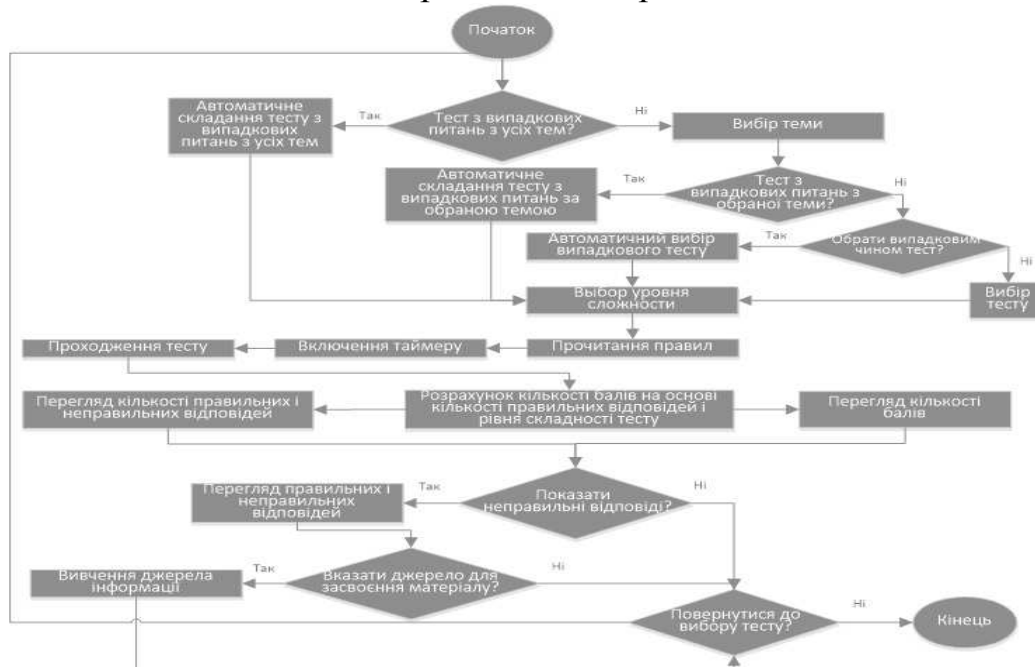 Початок
Автоматичне
складання тесту з
випадкових
питань з усіх тем
Так
Тест з випадкових
питань з усіх тем?
Ні
Вибір теми
Автоматичне
складання тесту з
випадкових питань за
обраною темою
Так
Тест з
випадкових питань з
обраної теми?
Ні
Автоматичний вибір
випадкового тесту
Так
Обрати випадковим
чином тест?
Ні
Выбор уровня
сложности
Вибір
тесту
Проходження тесту
Включення таймеру
Прочитання правил
Перегляд кількості правильних і
неправильних відповідей
Розрахунок кількості балів на основі
кількості правильних відповідей і
рівня складності тесту
Перегляд кількості
балів
Перегляд правильних і
неправильних
відповідей
Так
Показати
неправильні відповіді?
Ні
Вивчення джерела
інформації
Так
Вказати джерело для
засвоєння матеріалу?
Ні
Повернутися до
вибору тесту?
Ні
Кінець